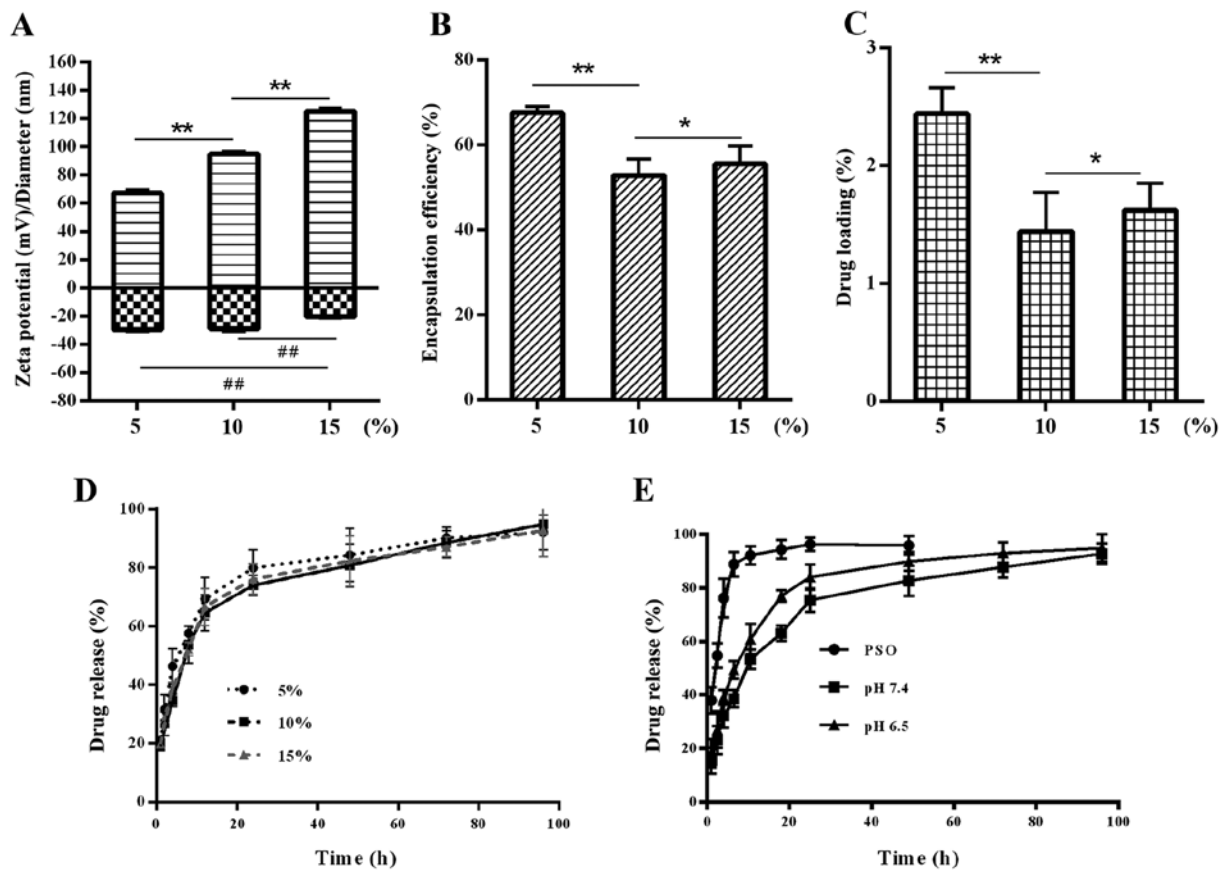 A
Zeta potential (mV)/Diameter (nm)
160
140
120
100
80
60
40
20
0
-20
-40
-60
-80
**
**
##
##
5 10 15 (%)
B
Encapsulation efficiency (%)
80
60
40
20
0
**
*
5 10 15 (%)
C
Drug loading (%)
3
2
1
0
**
*
5 10 15 (%)
D
Drug release (%)
100
80
60
40
20
0
5%
10%
15%
0 20 40 60 80 100
Time (h)
E
Drug release (%)
100
80
60
40
20
0
PSO
pH 7.4
pH 6.5
0 20 40 60 80 100
Time (h)